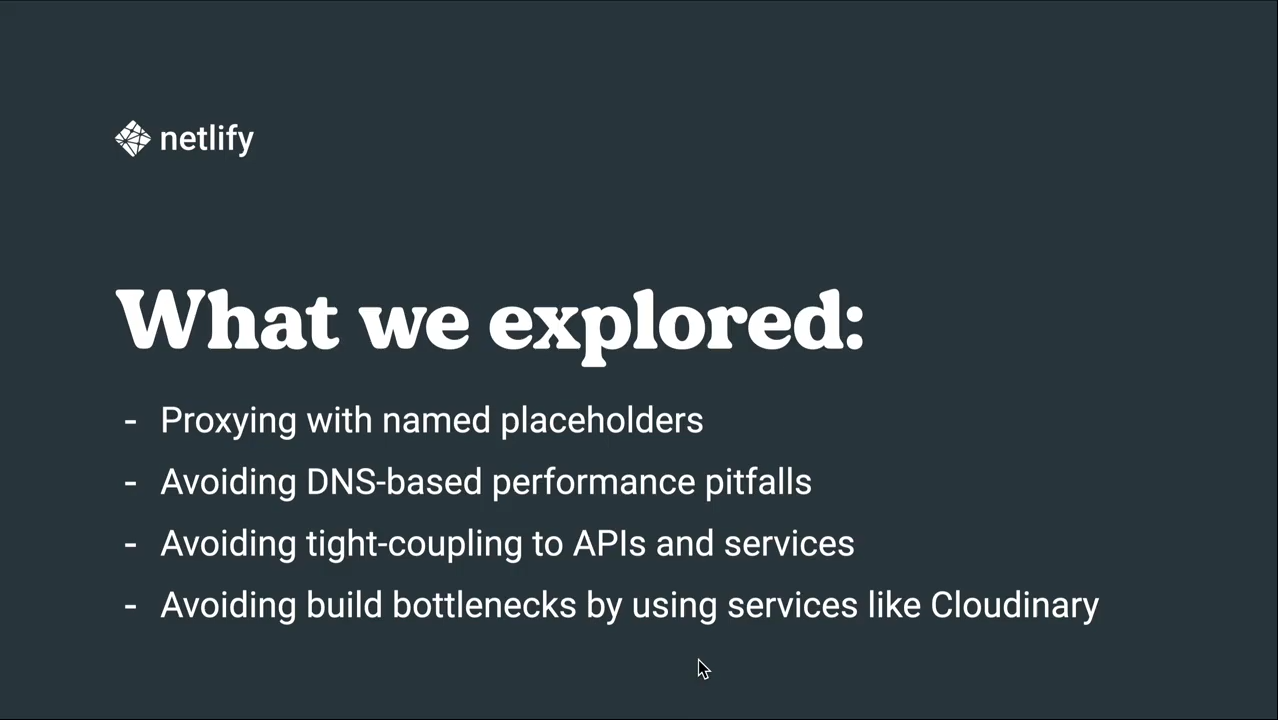 netlify
What we explored:
- Proxying with named placeholders
- Avoiding DNS-based performance pitfalls
- Avoiding tight-coupling to APIs and services
- Avoiding build bottlenecks by using services like Cloudinary